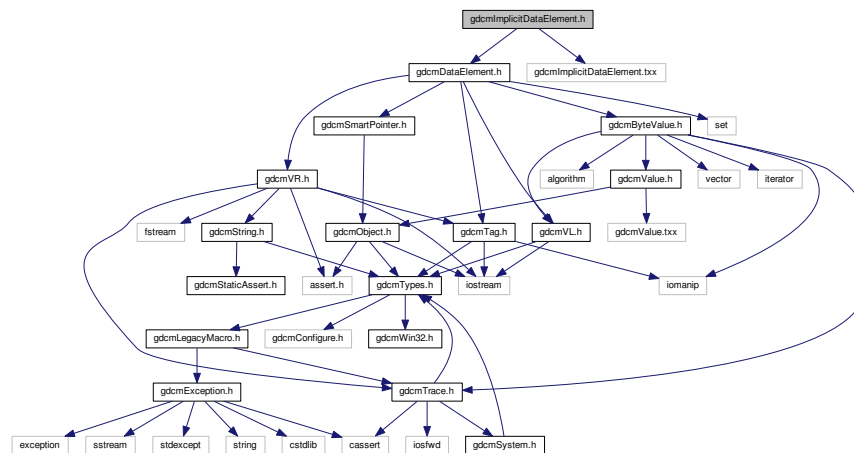 gdcmImplicitDataElement.h
gdcmDataElement.h
gdcmImplicitDataElement.txx
gdcmSmartPointer.h
gdcmByteValue.h
set
gdcmVR.h
algorithm
gdcmValue.h
vector
iterator
fstream
gdcmString.h
gdcmObject.h
gdcmTag.h
gdcmVL.h
gdcmValue.txx
gdcmStaticAssert.h
assert.h
gdcmTypes.h
iostream
iomanip
gdcmLegacyMacro.h
gdcmConfigure.h
gdcmWin32.h
gdcmException.h
gdcmTrace.h
exception
sstream
stdexcept
string
cstdlib
cassert
iosfwd
gdcmSystem.h